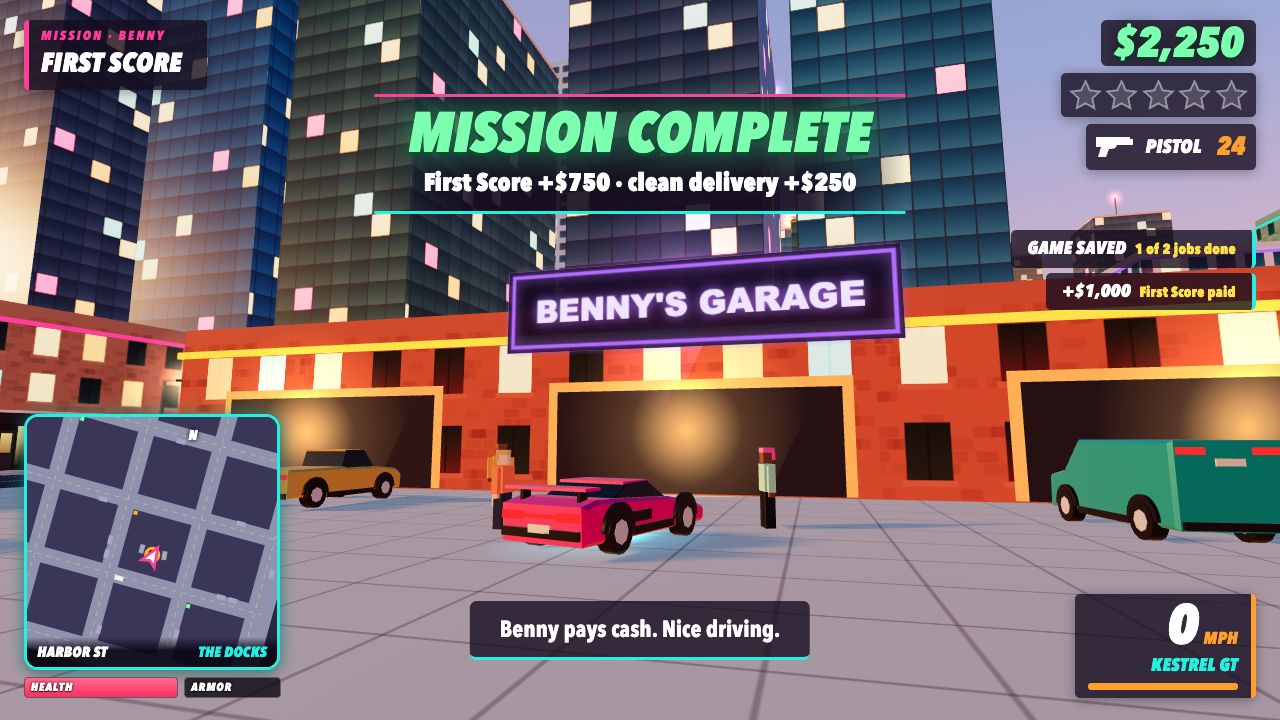 MISSION · BENNY
FIRST SCORE
$2,250
PISTOL 24
MISSION COMPLETE
First Score +$750 · clean delivery +$250
GAME SAVED 1 of 2 jobs done
+$1,000 First Score paid
BENNY'S GARAGE
N
HARBOR ST THE DOCKS
HEALTH ARMOR
Benny pays cash. Nice driving.
0 MPH
KESTREL GT